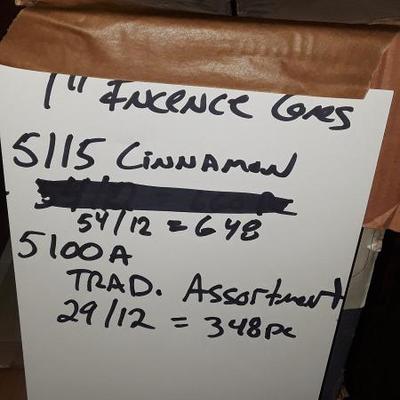 1" INCENCE CONES
5115 CINNAMON
54/12 = 648
5100A
TRAD. Assortment
29/12 = 348pc